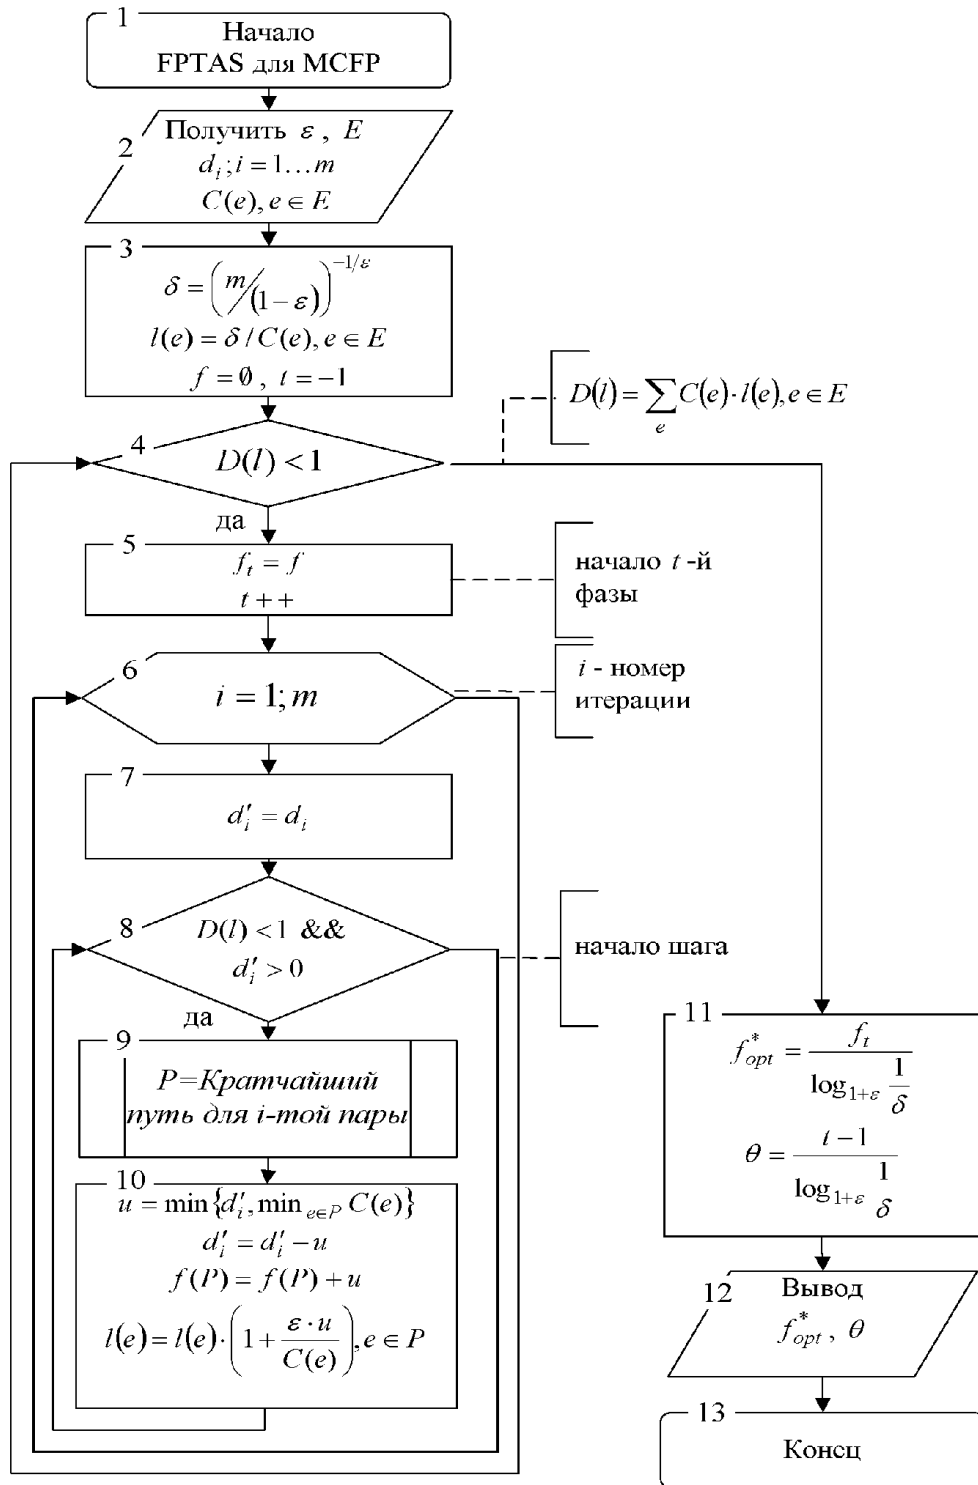 1
Начало
FPTAS для MCFP
2
Получить ε , E
d_i; i = 1…m
C(e), e ∈ E
3
δ = (m/(1 − ε))^{−1/ε}
l(e) = δ / C(e), e ∈ E
f = ∅ , t = −1
D(l) = ∑_e C(e) · l(e), e ∈ E
4
D(l) < 1
да
5
f_t = f
t + +
начало t -й
фазы
6
i = 1; m
i - номер
итерации
7
d'_i = d_i
8
D(l) < 1 &&
d'_i > 0
начало шага
да
9
P=Кратчайший
путь для i-той пары
10
u = min{d'_i, min_{e∈P} C(e)}
d'_i = d'_i − u
f(P) = f(P) + u
l(e) = l(e) · (1 + ε · u / C(e)), e ∈ P
11
f*_{opt} = f_t / log_{1+ε} 1/δ
θ = t − 1 / log_{1+ε} 1/δ
12
Вывод
f*_{opt} , θ
13
Конец